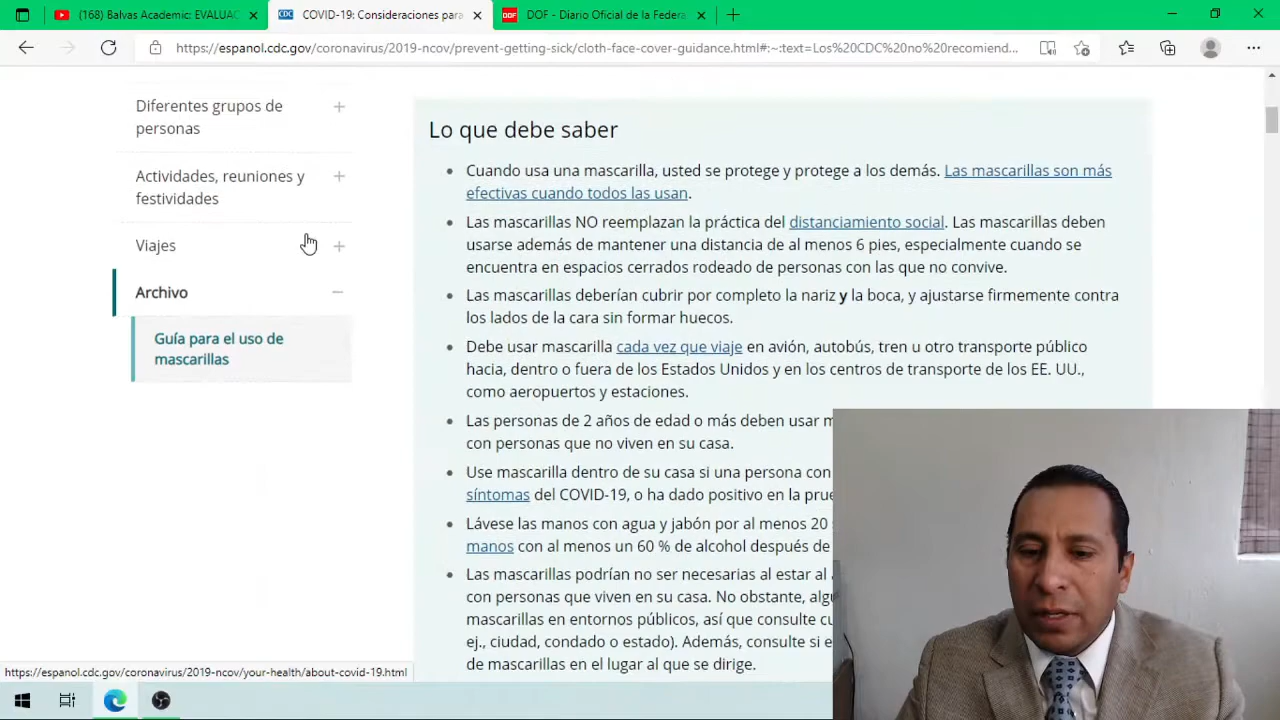 (168) Balvas Academic: EVALUAC
COVID-19: Consideraciones para
DOF
DOF - Diario Oficial de la Federa
https://espanol.cdc.gov/coronavirus/2019-ncov/prevent-getting-sick/cloth-face-cover-guidance.html#:~:text=Los%20CDC%20no%20recomiend...
Diferentes grupos de
personas
Actividades, reuniones y
festividades
Viajes
Archivo
Guía para el uso de
mascarillas
Lo que debe saber
Cuando usa una mascarilla, usted se protege y protege a los demás. Las mascarillas son más
efectivas cuando todos las usan.
Las mascarillas NO reemplazan la práctica del distanciamiento social. Las mascarillas deben
usarse además de mantener una distancia de al menos 6 pies, especialmente cuando se
encuentra en espacios cerrados rodeado de personas con las que no convive.
Las mascarillas deberían cubrir por completo la nariz y la boca, y ajustarse firmemente contra
los lados de la cara sin formar huecos.
Debe usar mascarilla cada vez que viaje en avión, autobús, tren u otro transporte público
hacia, dentro o fuera de los Estados Unidos y en los centros de transporte de los EE. UU.,
como aeropuertos y estaciones.
Las personas de 2 años de edad o más deben usar m
con personas que no viven en su casa.
Use mascarilla dentro de su casa si una persona con
síntomas del COVID-19, o ha dado positivo en la prue
Lávese las manos con agua y jabón por al menos 20
manos con al menos un 60 % de alcohol después de
Las mascarillas podrían no ser necesarias al estar al
con personas que viven en su casa. No obstante, alg
mascarillas en entornos públicos, así que consulte cu
ej., ciudad, condado o estado). Además, consulte si e
de mascarillas en el lugar al que se dirige.
https://espanol.cdc.gov/coronavirus/2019-ncov/your-health/about-covid-19.html